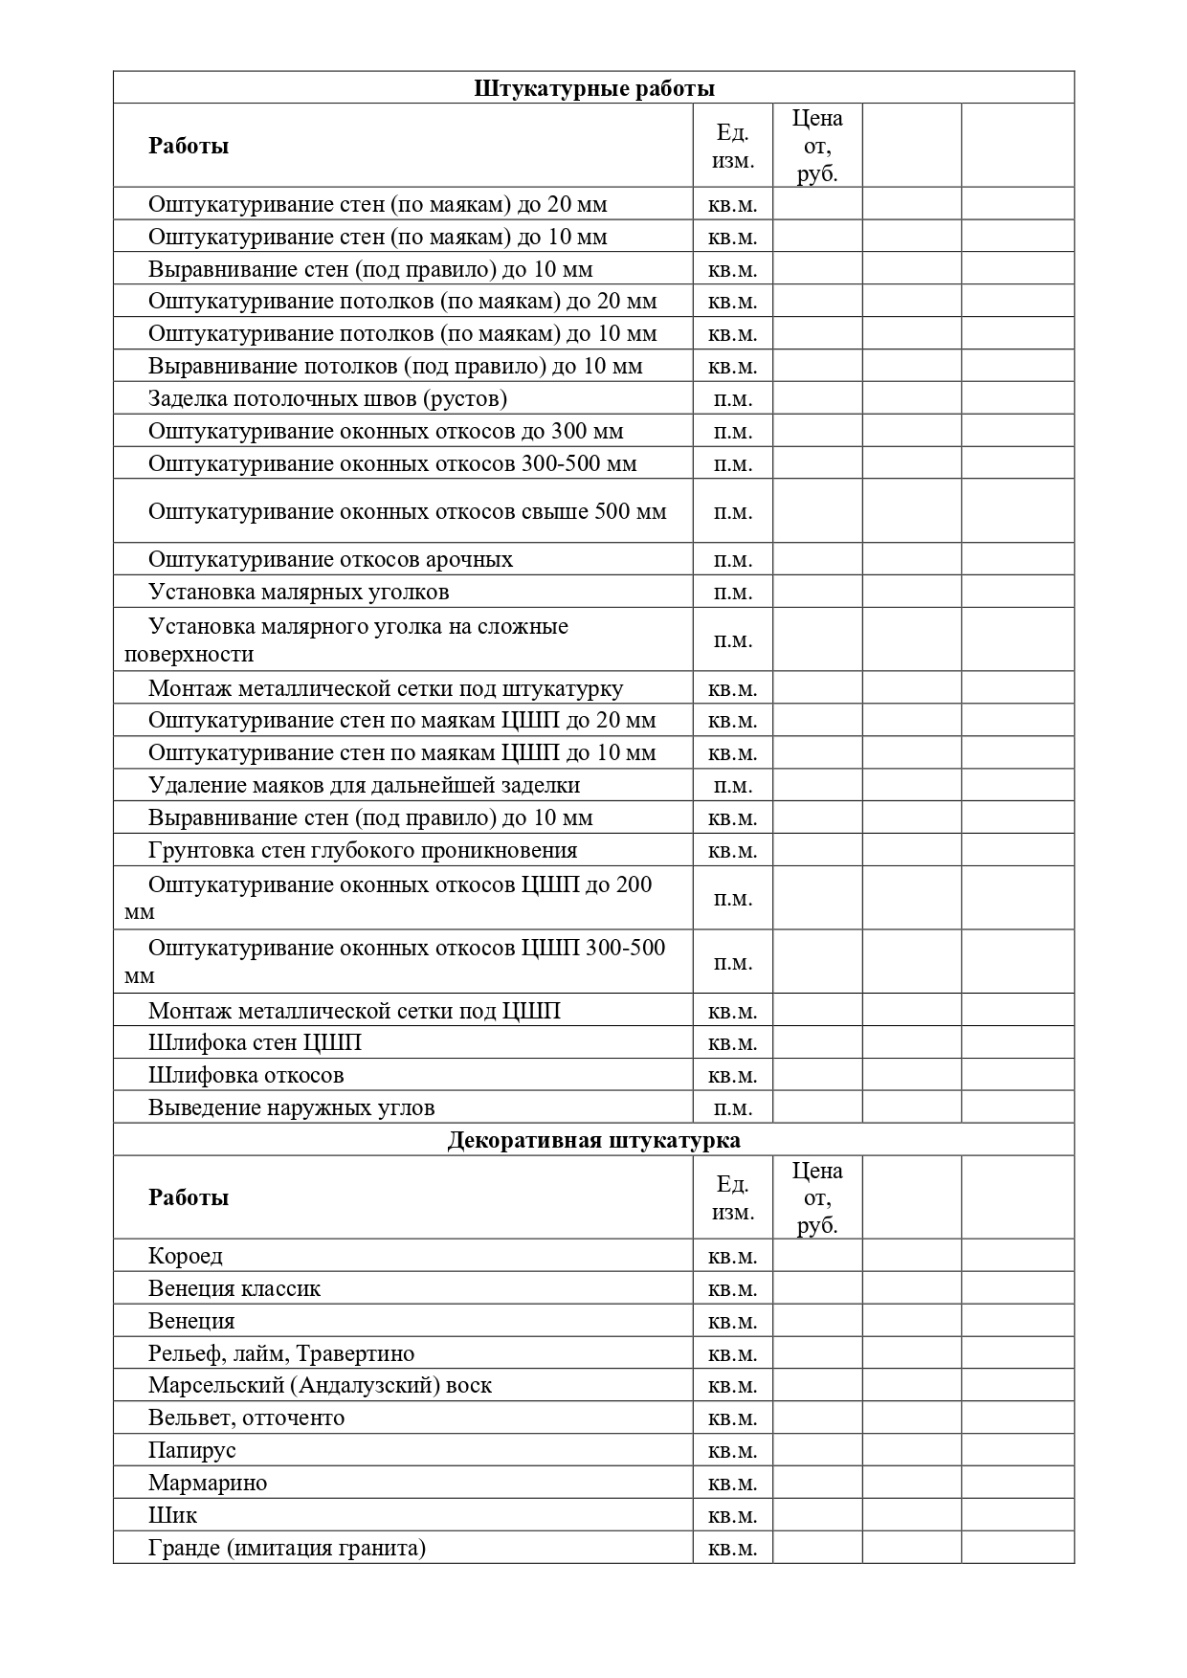 Штукатурные работы
Работы
Ед. изм.
Цена от, руб.
Оштукатуривание стен (по маякам) до 20 мм кв.м.
Оштукатуривание стен (по маякам) до 10 мм кв.м.
Выравнивание стен (под правило) до 10 мм кв.м.
Оштукатуривание потолков (по маякам) до 20 мм кв.м.
Оштукатуривание потолков (по маякам) до 10 мм кв.м.
Выравнивание потолков (под правило) до 10 мм кв.м.
Заделка потолочных швов (рустов) п.м.
Оштукатуривание оконных откосов до 300 мм п.м.
Оштукатуривание оконных откосов 300-500 мм п.м.
Оштукатуривание оконных откосов свыше 500 мм п.м.
Оштукатуривание откосов арочных п.м.
Установка малярных уголков п.м.
Установка малярного уголка на сложные
поверхности п.м.
Монтаж металлической сетки под штукатурку кв.м.
Оштукатуривание стен по маякам ЦШП до 20 мм кв.м.
Оштукатуривание стен по маякам ЦШП до 10 мм кв.м.
Удаление маяков для дальнейшей заделки п.м.
Выравнивание стен (под правило) до 10 мм кв.м.
Грунтовка стен глубокого проникновения кв.м.
Оштукатуривание оконных откосов ЦШП до 200
мм п.м.
Оштукатуривание оконных откосов ЦШП 300-500
мм п.м.
Монтаж металлической сетки под ЦШП кв.м.
Шлифока стен ЦШП кв.м.
Шлифовка откосов кв.м.
Выведение наружных углов п.м.
Декоративная штукатурка
Работы
Ед. изм.
Цена от, руб.
Короед кв.м.
Венеция классик кв.м.
Венеция кв.м.
Рельеф, лайм, Травертино кв.м.
Марсельский (Андалузский) воск кв.м.
Вельвет, отточенто кв.м.
Папирус кв.м.
Мармарино кв.м.
Шик кв.м.
Гранде (имитация гранита) кв.м.